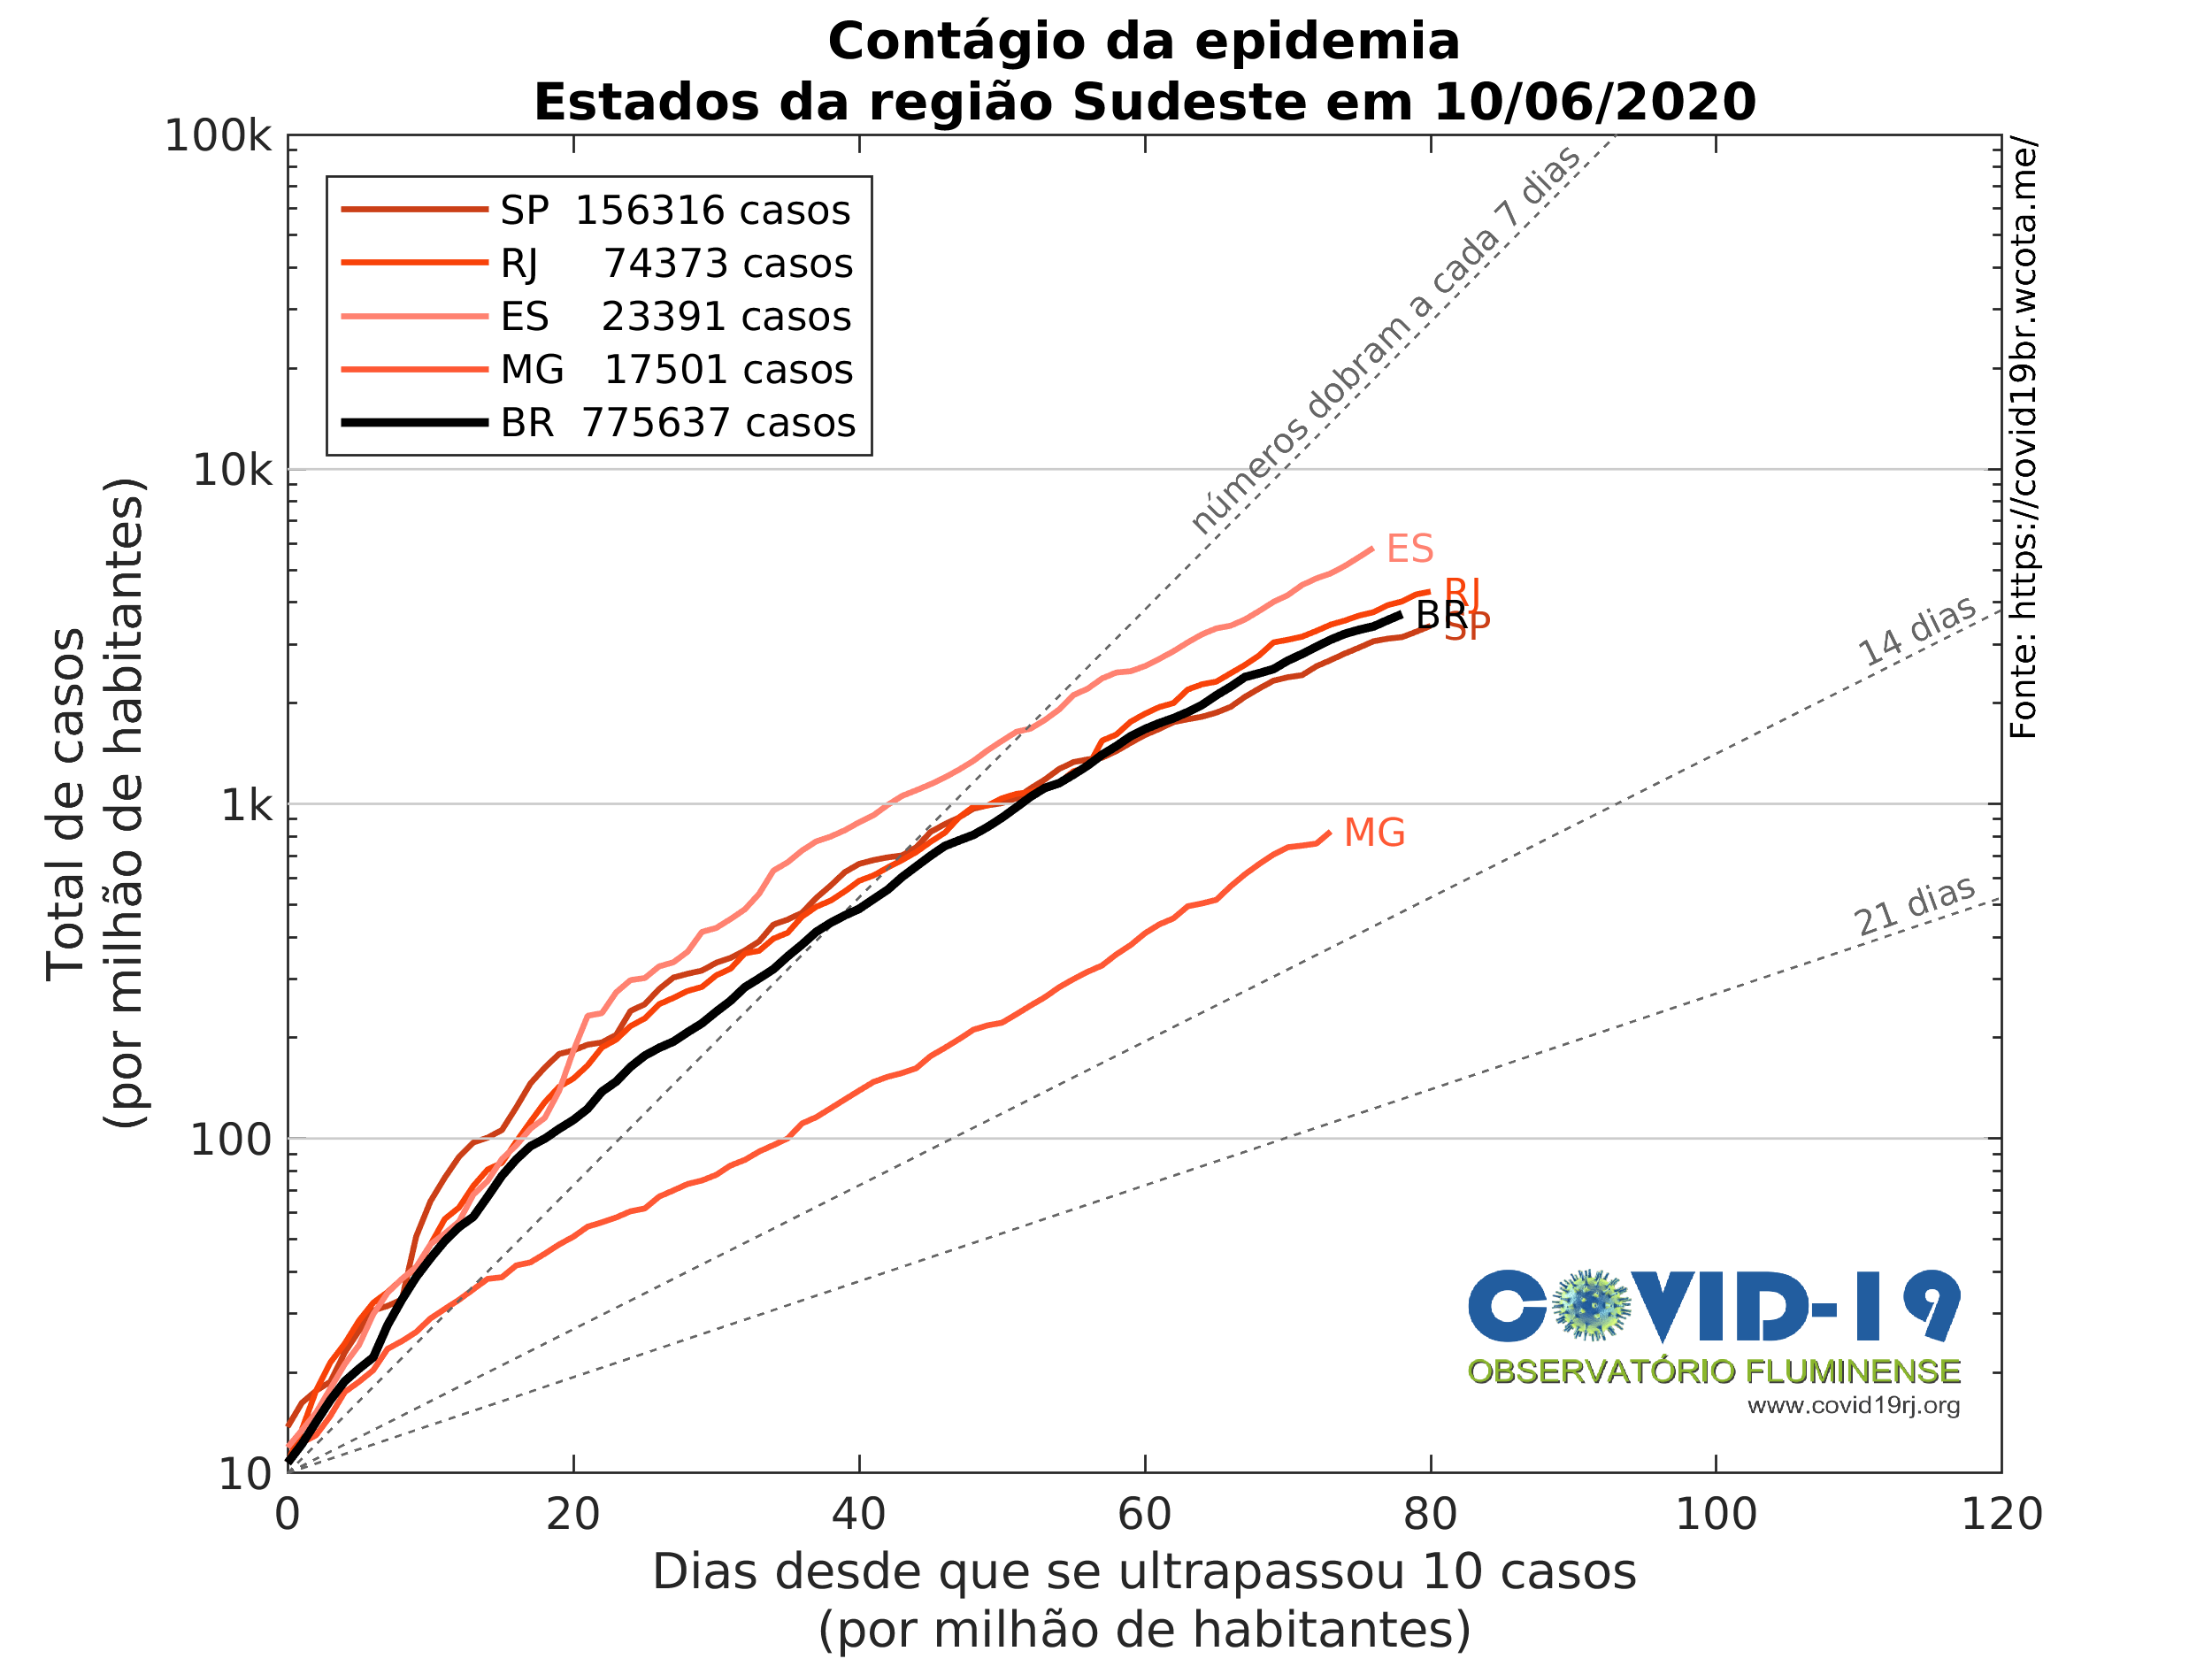 Contágio da epidemia
Estados da região Sudeste em 10/06/2020
100k
10k
1k
100
10
Total de casos
(por milhão de habitantes)
SP 156316 casos
RJ 74373 casos
ES 23391 casos
MG 17501 casos
BR 775637 casos
números dobram a cada 7 dias
14 dias
21 dias
ES
RJ
BR
SP
MG
Fonte: https://covid19br.wcota.me/
COVID-19
OBSERVATÓRIO FLUMINENSE
www.covid19rj.org
0 20 40 60 80 100 120
Dias desde que se ultrapassou 10 casos
(por milhão de habitantes)